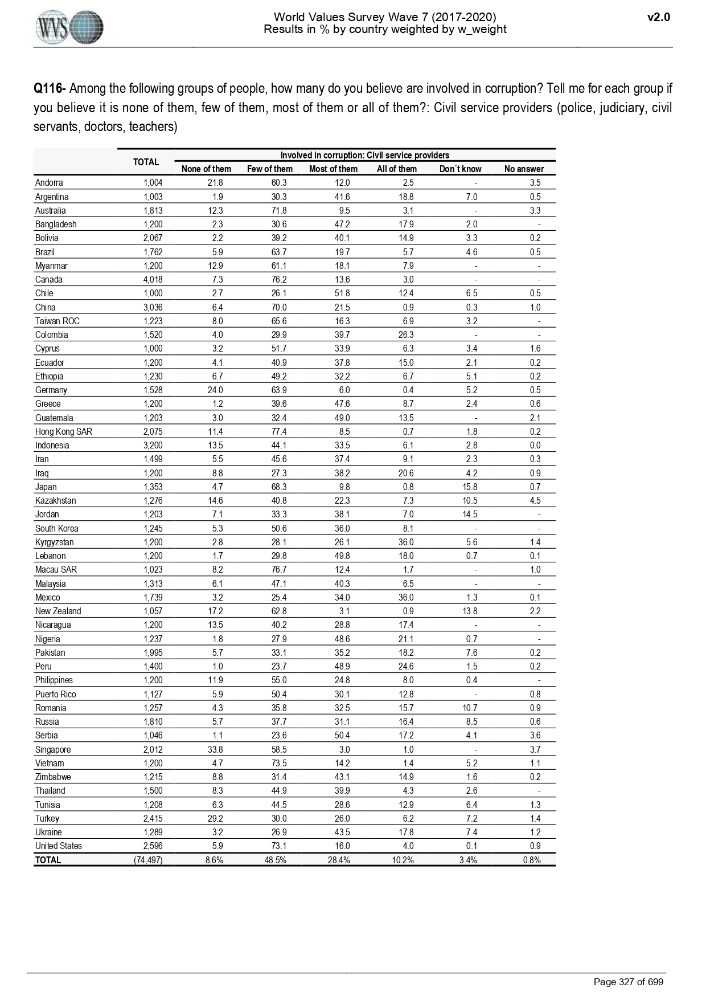 WVS
World Values Survey Wave 7 (2017-2020)
Results in % by country weighted by w_weight
v2.0
Q116- Among the following groups of people, how many do you believe are involved in corruption? Tell me for each group if
you believe it is none of them, few of them, most of them or all of them?: Civil service providers (police, judiciary, civil
servants, doctors, teachers)
TOTAL Involved in corruption: Civil service providers
None of them Few of them Most of them All of them Don´t know No answer
Andorra 1,004 21.8 60.3 12.0 2.5 - 3.5
Argentina 1,003 1.9 30.3 41.6 18.8 7.0 0.5
Australia 1,813 12.3 71.8 9.5 3.1 - 3.3
Bangladesh 1,200 2.3 30.6 47.2 17.9 2.0 -
Bolivia 2,067 2.2 39.2 40.1 14.9 3.3 0.2
Brazil 1,762 5.9 63.7 19.7 5.7 4.6 0.5
Myanmar 1,200 12.9 61.1 18.1 7.9 - -
Canada 4,018 7.3 76.2 13.6 3.0 - -
Chile 1,000 2.7 26.1 51.8 12.4 6.5 0.5
China 3,036 6.4 70.0 21.5 0.9 0.3 1.0
Taiwan ROC 1,223 8.0 65.6 16.3 6.9 3.2 -
Colombia 1,520 4.0 29.9 39.7 26.3 - -
Cyprus 1,000 3.2 51.7 33.9 6.3 3.4 1.6
Ecuador 1,200 4.1 40.9 37.8 15.0 2.1 0.2
Ethiopia 1,230 6.7 49.2 32.2 6.7 5.1 0.2
Germany 1,528 24.0 63.9 6.0 0.4 5.2 0.5
Greece 1,200 1.2 39.6 47.6 8.7 2.4 0.6
Guatemala 1,203 3.0 32.4 49.0 13.5 - 2.1
Hong Kong SAR 2,075 11.4 77.4 8.5 0.7 1.8 0.2
Indonesia 3,200 13.5 44.1 33.5 6.1 2.8 0.0
Iran 1,499 5.5 45.6 37.4 9.1 2.3 0.3
Iraq 1,200 8.8 27.3 38.2 20.6 4.2 0.9
Japan 1,353 4.7 68.3 9.8 0.8 15.8 0.7
Kazakhstan 1,276 14.6 40.8 22.3 7.3 10.5 4.5
Jordan 1,203 7.1 33.3 38.1 7.0 14.5 -
South Korea 1,245 5.3 50.6 36.0 8.1 - -
Kyrgyzstan 1,200 2.8 28.1 26.1 36.0 5.6 1.4
Lebanon 1,200 1.7 29.8 49.8 18.0 0.7 0.1
Macau SAR 1,023 8.2 76.7 12.4 1.7 - 1.0
Malaysia 1,313 6.1 47.1 40.3 6.5 - -
Mexico 1,739 3.2 25.4 34.0 36.0 1.3 0.1
New Zealand 1,057 17.2 62.8 3.1 0.9 13.8 2.2
Nicaragua 1,200 13.5 40.2 28.8 17.4 - -
Nigeria 1,237 1.8 27.9 48.6 21.1 0.7 -
Pakistan 1,995 5.7 33.1 35.2 18.2 7.6 0.2
Peru 1,400 1.0 23.7 48.9 24.6 1.5 0.2
Philippines 1,200 11.9 55.0 24.8 8.0 0.4 -
Puerto Rico 1,127 5.9 50.4 30.1 12.8 - 0.8
Romania 1,257 4.3 35.8 32.5 15.7 10.7 0.9
Russia 1,810 5.7 37.7 31.1 16.4 8.5 0.6
Serbia 1,046 1.1 23.6 50.4 17.2 4.1 3.6
Singapore 2,012 33.8 58.5 3.0 1.0 - 3.7
Vietnam 1,200 4.7 73.5 14.2 1.4 5.2 1.1
Zimbabwe 1,215 8.8 31.4 43.1 14.9 1.6 0.2
Thailand 1,500 8.3 44.9 39.9 4.3 2.6 -
Tunisia 1,208 6.3 44.5 28.6 12.9 6.4 1.3
Turkey 2,415 29.2 30.0 26.0 6.2 7.2 1.4
Ukraine 1,289 3.2 26.9 43.5 17.8 7.4 1.2
United States 2,596 5.9 73.1 16.0 4.0 0.1 0.9
TOTAL (74,497) 8.6% 48.5% 28.4% 10.2% 3.4% 0.8%
Page 327 of 699